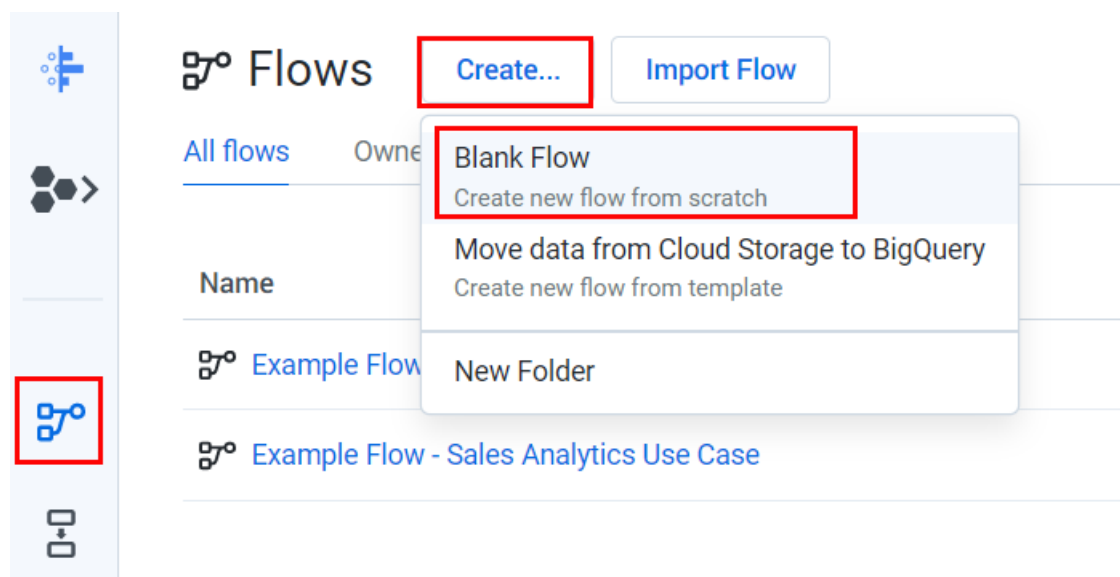 Flows
Create...
Import Flow
All flows
Owne
Blank Flow
Create new flow from scratch
Move data from Cloud Storage to BigQuery
Create new flow from template
New Folder
Name
Example Flow
Example Flow - Sales Analytics Use Case